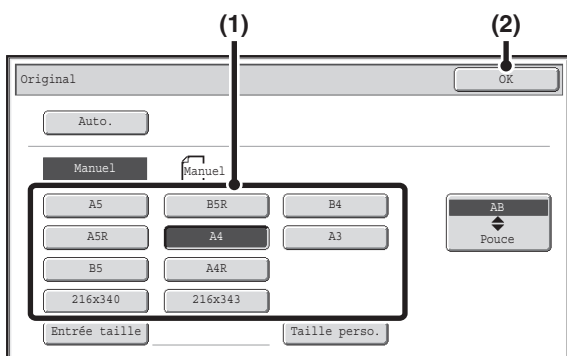 (1) (2)
Original OK
Auto.
Manuel Manuel
A5 B5R B4 AB
A5R A4 A3 Pouce
B5 A4R
216x340 216x343
Entrée taille Taille perso.